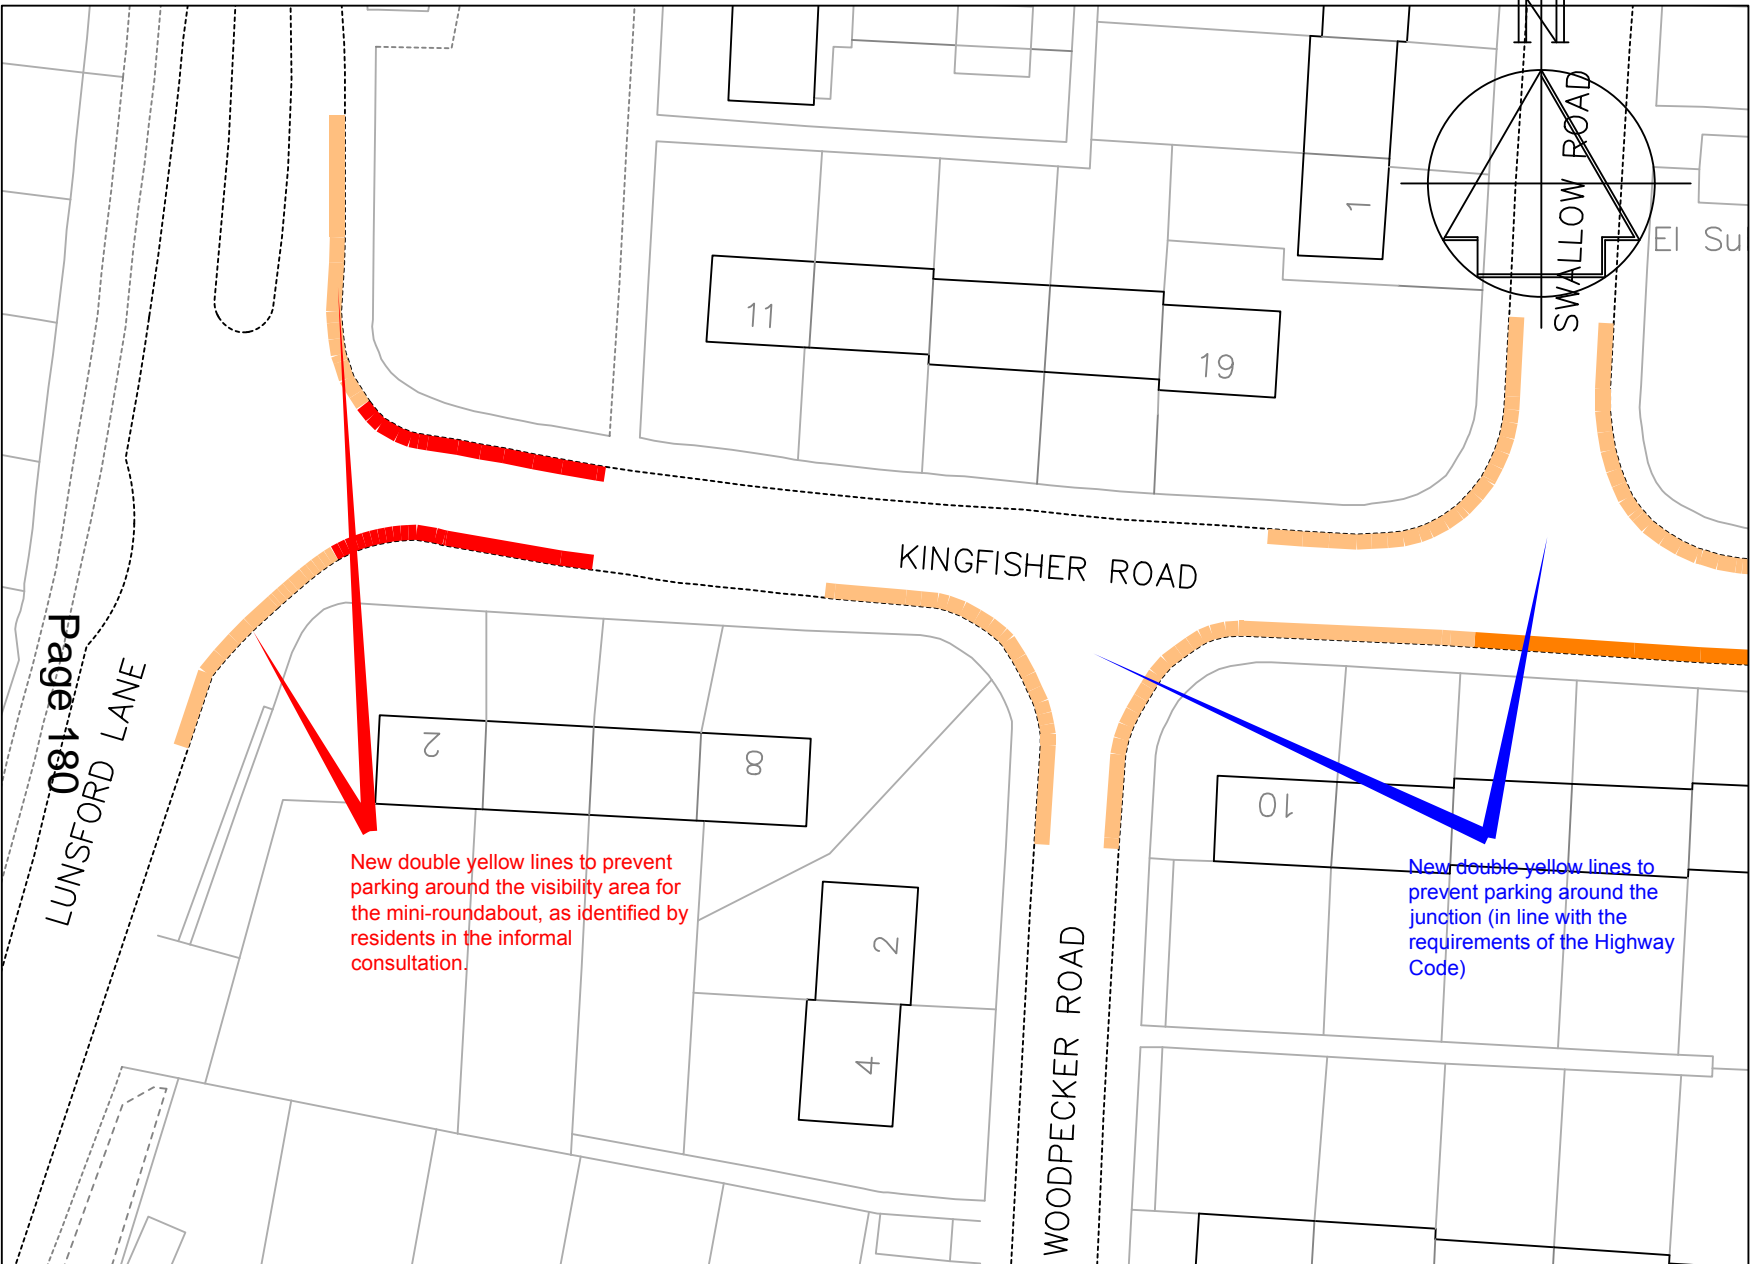 N
SWALLOW ROAD
El Su
1
11
19
KINGFISHER ROAD
Page 180
LUNSFORD LANE
2
8
10
New double yellow lines to prevent
parking around the visibility area for
the mini-roundabout, as identified by
residents in the informal
consultation.
New double yellow lines to
prevent parking around the
junction (in line with the
requirements of the Highway
Code)
2
4
WOODPECKER ROAD